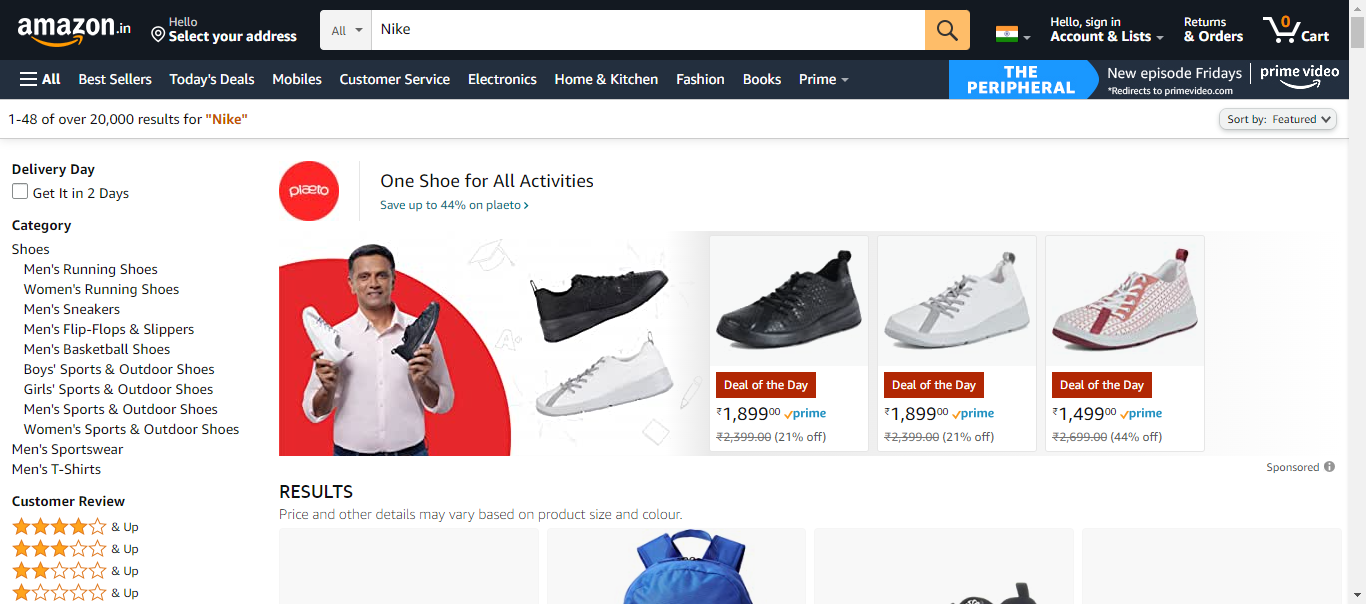 amazon.in
Hello
Select your address
All
Nike
Hello, sign in
Account & Lists
Returns
& Orders
0
Cart
All
Best Sellers
Today's Deals
Mobiles
Customer Service
Electronics
Home & Kitchen
Fashion
Books
Prime
THE
PERIPHERAL
New episode Fridays
*Redirects to primevideo.com
prime video
1-48 of over 20,000 results for "Nike"
Sort by: Featured
Delivery Day
Get It in 2 Days
Category
Shoes
Men's Running Shoes
Women's Running Shoes
Men's Sneakers
Men's Flip-Flops & Slippers
Men's Basketball Shoes
Boys' Sports & Outdoor Shoes
Girls' Sports & Outdoor Shoes
Men's Sports & Outdoor Shoes
Women's Sports & Outdoor Shoes
Men's Sportswear
Men's T-Shirts
Customer Review
& Up
& Up
& Up
& Up
plaeto
One Shoe for All Activities
Save up to 44% on plaeto ›
A+
Deal of the Day
₹1,899.00 prime
₹2,399.00 (21% off)
Deal of the Day
₹1,899.00 prime
₹2,399.00 (21% off)
Deal of the Day
₹1,499.00 prime
₹2,699.00 (44% off)
Sponsored
RESULTS
Price and other details may vary based on product size and colour.